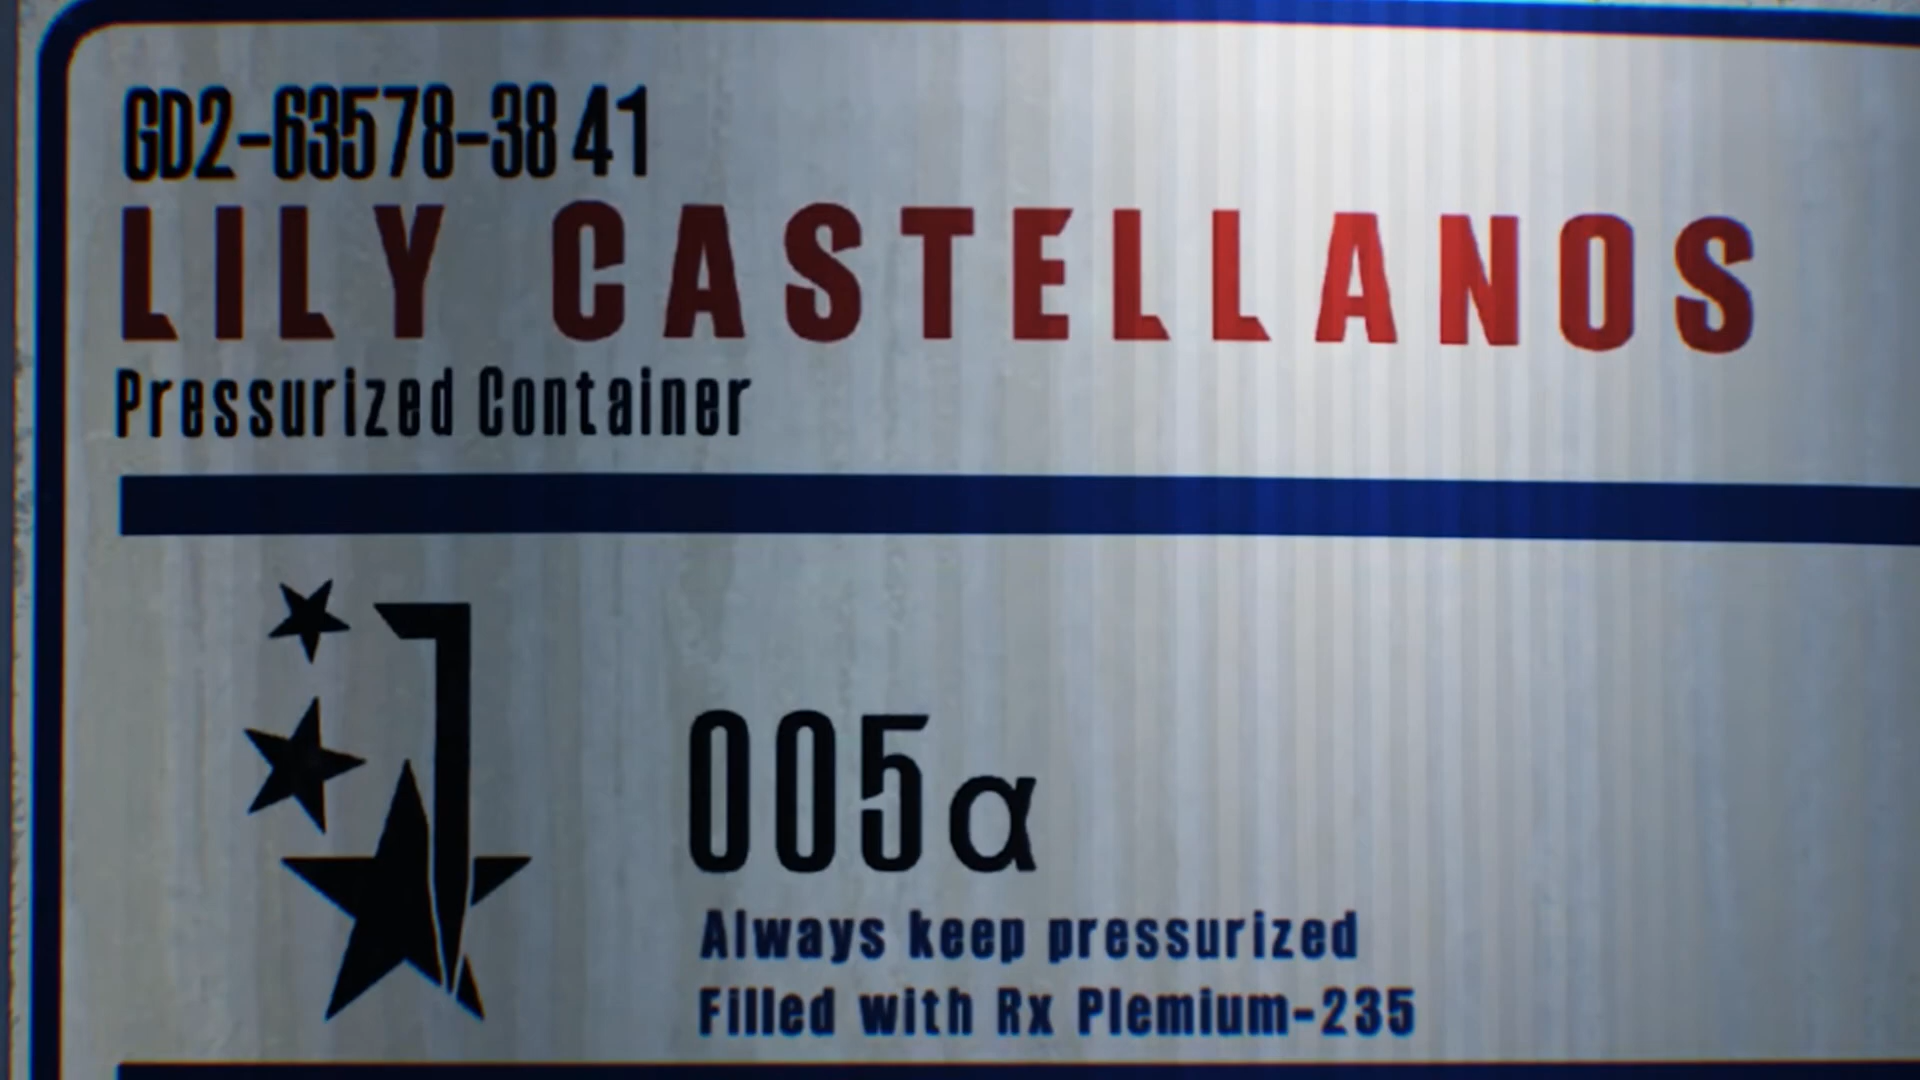 GD2-63578-38 41
LILY CASTELLANOS
Pressurized Container
005α
Always keep pressurized
Filled with Rx Plemium-235